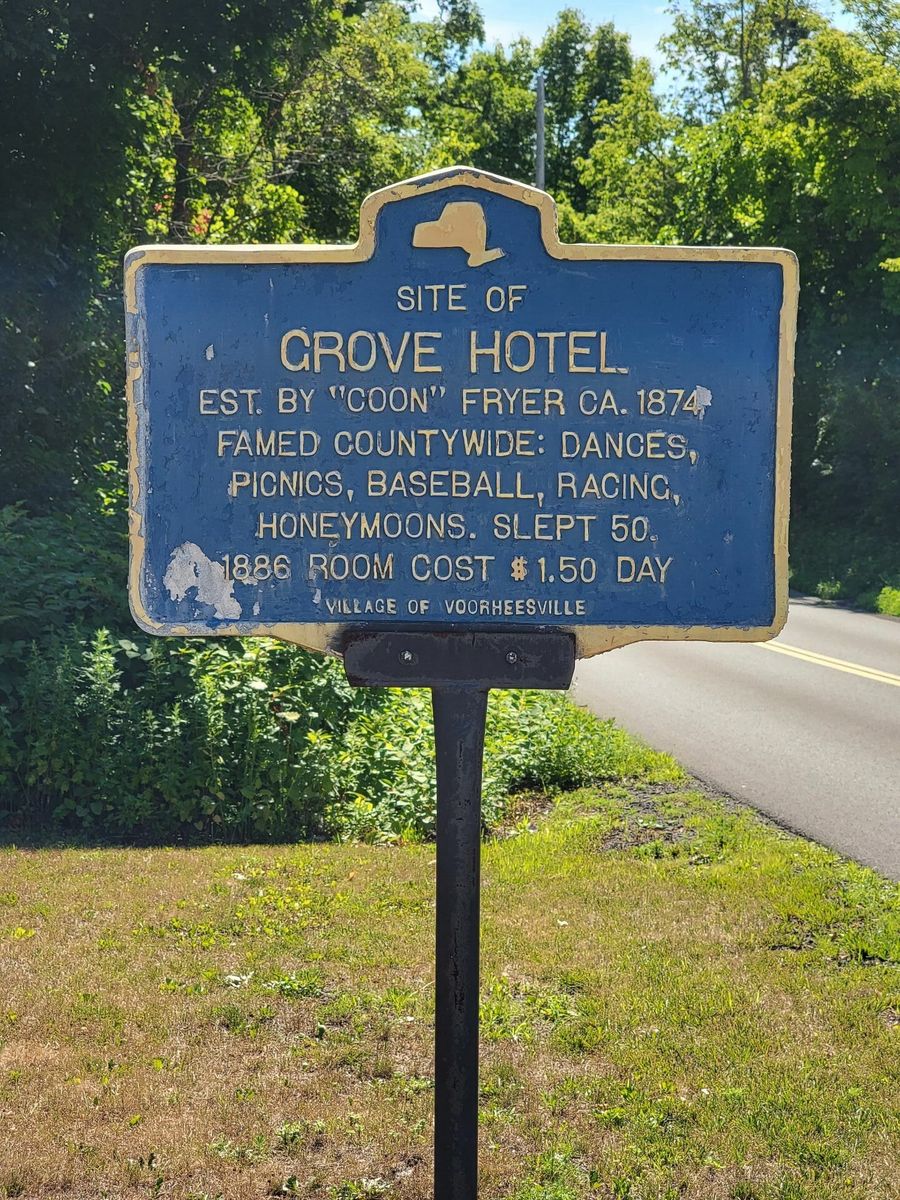 SITE OF
GROVE HOTEL
EST. BY "COON" FRYER CA. 1874
FAMED COUNTYWIDE: DANCES,
PICNICS, BASEBALL, RACING,
HONEYMOONS. SLEPT 50.
1886 ROOM COST $1.50 DAY
VILLAGE OF VOORHEESVILLE